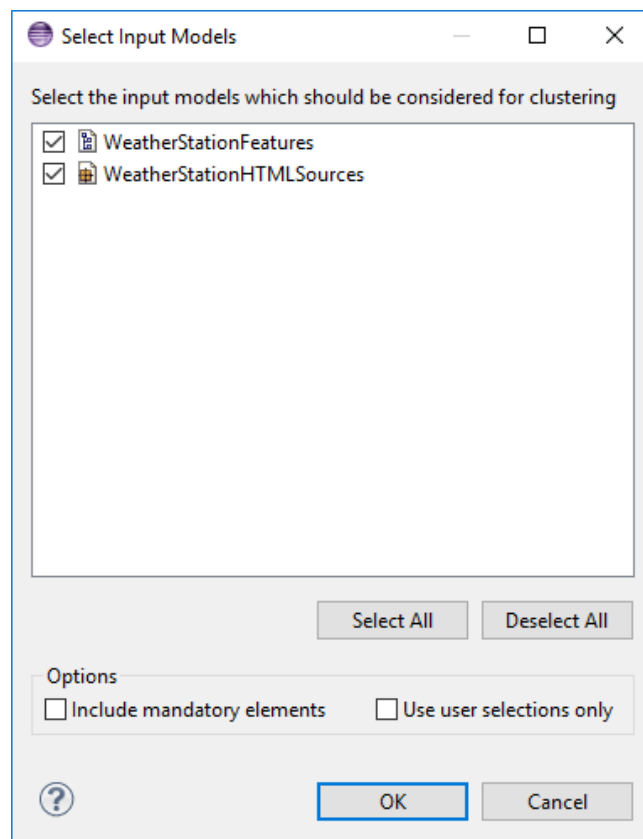 Select Input Models
Select the input models which should be considered for clustering
WeatherStationFeatures
WeatherStationHTMLSources
Select All
Deselect All
Options
Include mandatory elements
Use user selections only
?
OK
Cancel